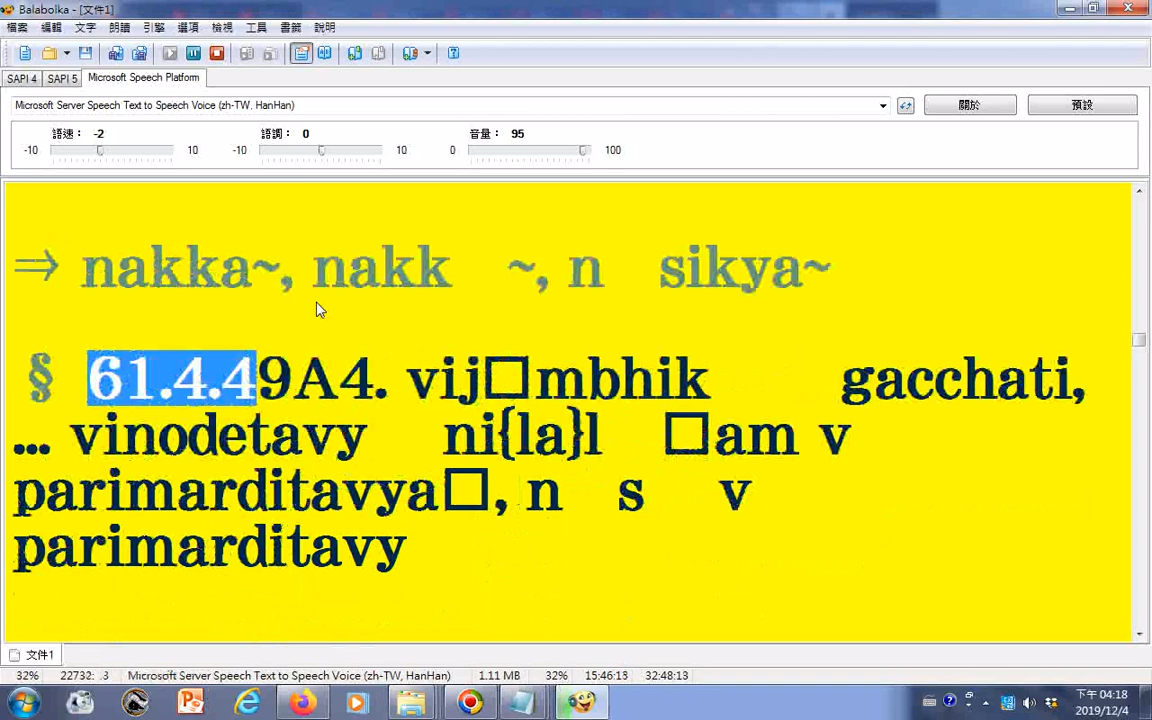 Balabolka - [文件1]
檔案 編輯 文字 朗讀 引擎 選項 檢視 工具 書籤 說明
SAPI 4 SAPI 5 Microsoft Speech Platform
Microsoft Server Speech Text to Speech Voice (zh-TW, HanHan) 關於 預設
語速： -2 語調： 0 音量： 95
-10 10 -10 10 0 100
⇒ nakka~, nakk ~, n sikya~
§ 61.4.49A4. vij□mbhik gacchati,
... vinodetavy ni{la}l □am v
parimarditavya□, n s v
parimarditavy
文件1
32% 22732: .3 Microsoft Server Speech Text to Speech Voice (zh-TW, HanHan) 1.11 MB 32% 15:46:13 32:48:13
下午 04:18
2019/12/4